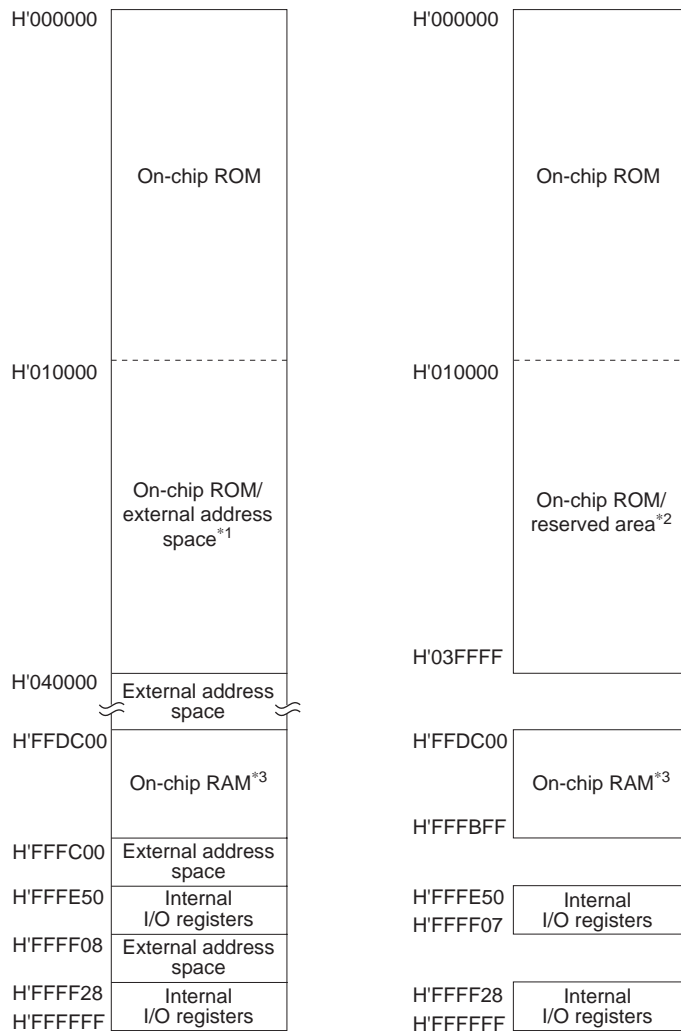 H'000000
On-chip ROM
H'010000
On-chip ROM/
external address
space*1
H'040000
External address
space
H'FFDC00
On-chip RAM*3
H'FFFC00
External address
space
H'FFFE50
Internal
I/O registers
H'FFFF08
External address
space
H'FFFF28
Internal
I/O registers
H'FFFFFF
H'000000
On-chip ROM
H'010000
On-chip ROM/
reserved area*2
H'03FFFF
H'FFDC00
On-chip RAM*3
H'FFFBFF
H'FFFE50
Internal
I/O registers
H'FFFF07
H'FFFF28
Internal
I/O registers
H'FFFFFF